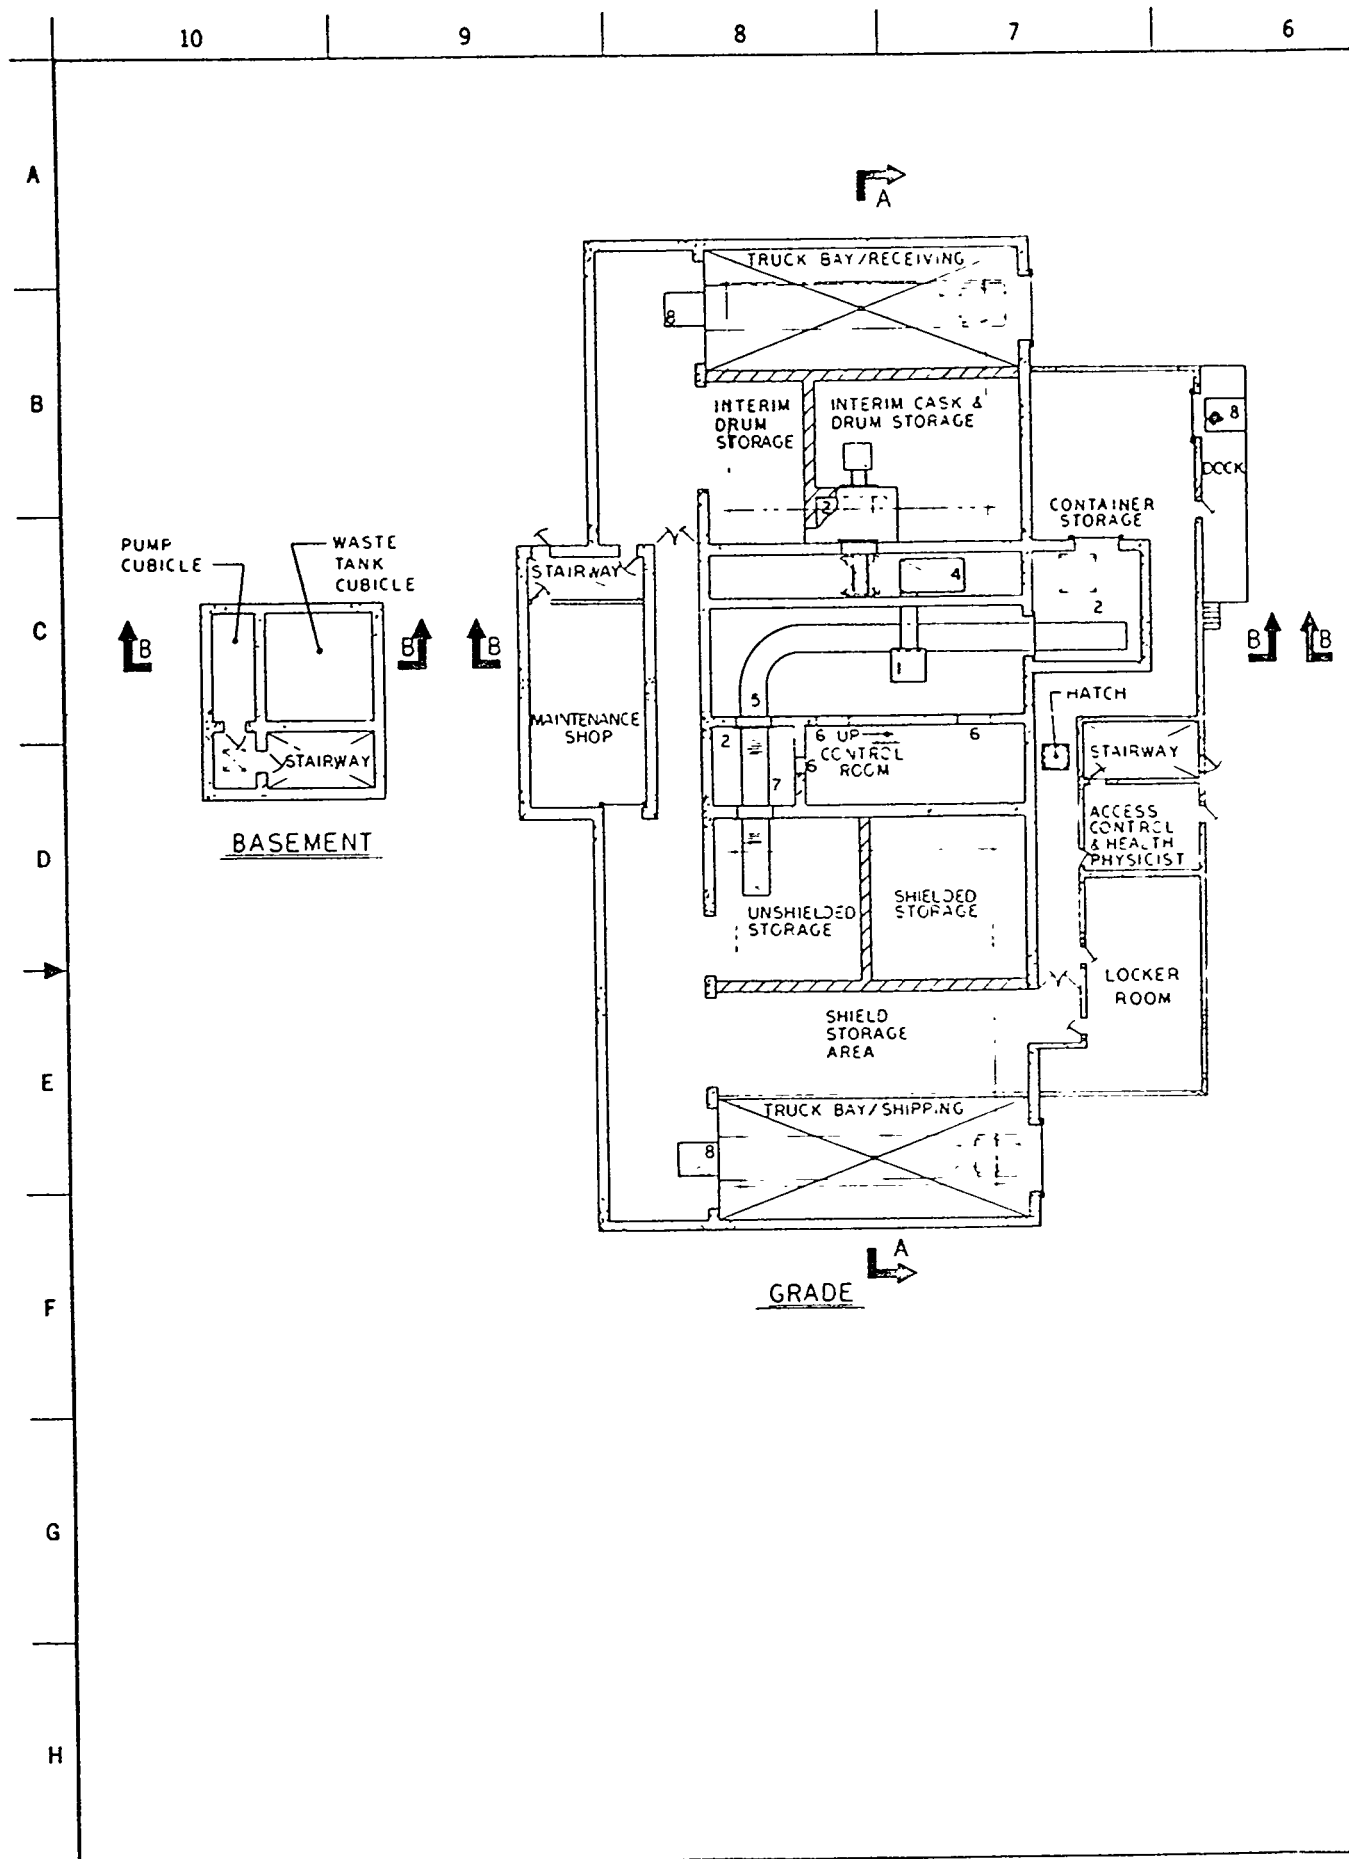 10
9
8
7
6
A
B
C
D
E
F
G
H
A
TRUCK BAY/RECEIVING
8
INTERIM
DRUM
STORAGE
INTERIM CASK &
DRUM STORAGE
2
8
DOCK
CONTAINER
STORAGE
2
PUMP
CUBICLE
WASTE
TANK
CUBICLE
STAIRWAY
4
B
B
B
B
B
1
5
HATCH
MAINTENANCE
SHOP
2
6
UP
6
CONTROL
ROOM
6
7
STAIRWAY
STAIRWAY
BASEMENT
ACCESS
CONTROL
& HEALTH
PHYSICIST
UNSHIELDED
STORAGE
SHIELDED
STORAGE
LOCKER
ROOM
SHIELD
STORAGE
AREA
TRUCK BAY/SHIPPING
8
A
GRADE